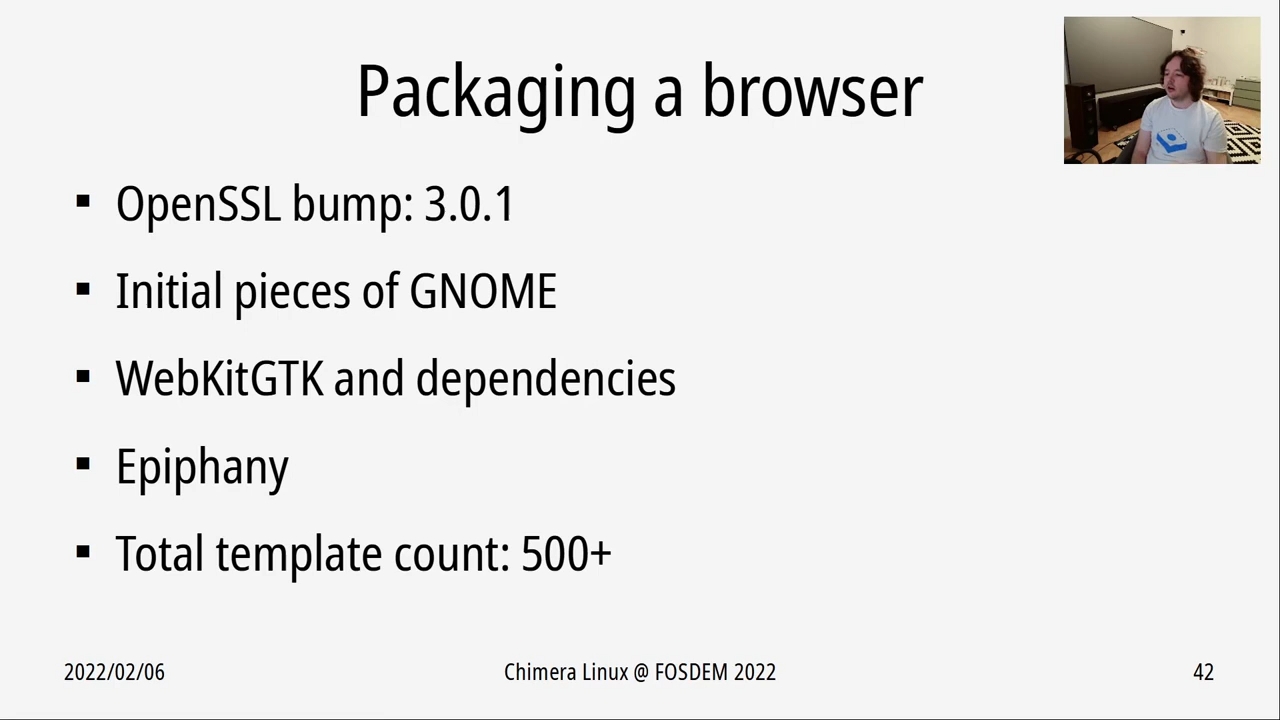 Packaging a browser
▪ OpenSSL bump: 3.0.1
▪ Initial pieces of GNOME
▪ WebKitGTK and dependencies
▪ Epiphany
▪ Total template count: 500+
2022/02/06
Chimera Linux @ FOSDEM 2022
42